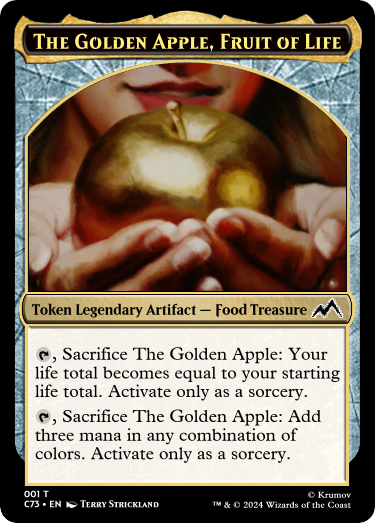 The Golden Apple, Fruit of Life
Token Legendary Artifact — Food Treasure
, Sacrifice The Golden Apple: Your
life total becomes equal to your starting
life total. Activate only as a sorcery.
, Sacrifice The Golden Apple: Add
three mana in any combination of
colors. Activate only as a sorcery.
001 T © Krumov
C73 • EN Terry Strickland ™ & © 2024 Wizards of the Coast